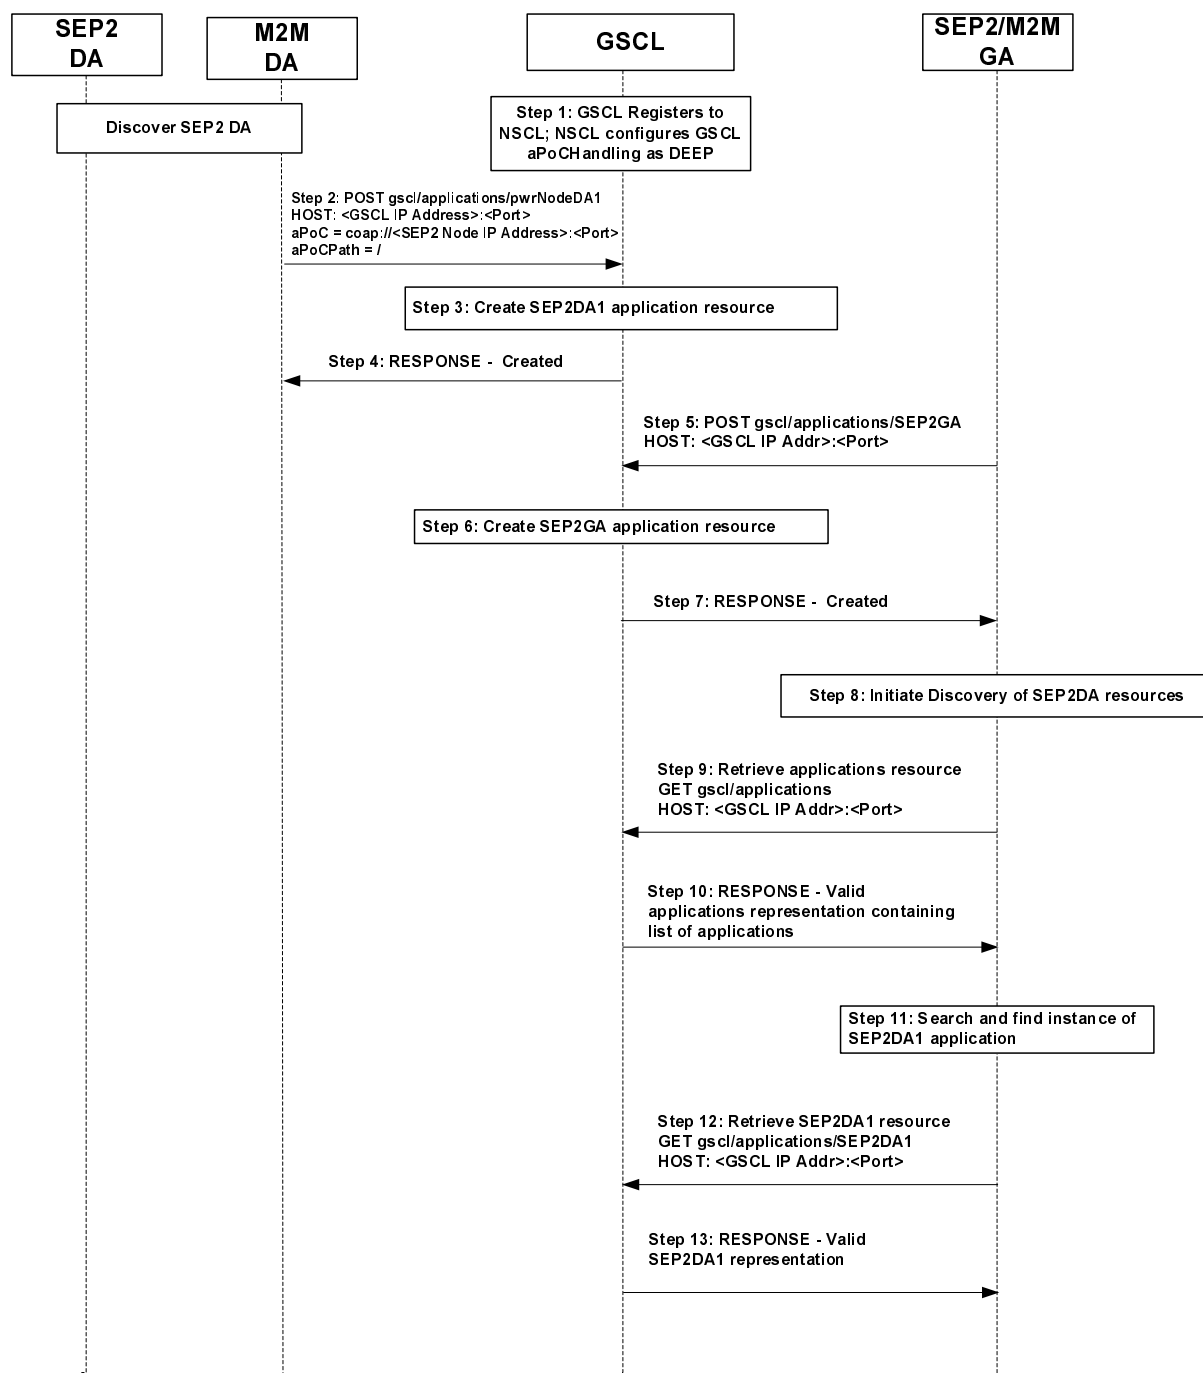 SEP2
DA
M2M
DA
GSCL
SEP2/M2M
GA
Discover SEP2 DA
Step 1: GSCL Registers to
NSCL; NSCL configures GSCL
aPoCHandling as DEEP
Step 2: POST gscl/applications/pwrNodeDA1
HOST: <GSCL IP Address>:<Port>
aPoC = coap://<SEP2 Node IP Address>:<Port>
aPoCPath = /
Step 3: Create SEP2DA1 application resource
Step 4: RESPONSE - Created
Step 5: POST gscl/applications/SEP2GA
HOST: <GSCL IP Addr>:<Port>
Step 6: Create SEP2GA application resource
Step 7: RESPONSE - Created
Step 8: Initiate Discovery of SEP2DA resources
Step 9: Retrieve applications resource
GET gscl/applications
HOST: <GSCL IP Addr>:<Port>
Step 10: RESPONSE - Valid
applications representation containing
list of applications
Step 11: Search and find instance of
SEP2DA1 application
Step 12: Retrieve SEP2DA1 resource
GET gscl/applications/SEP2DA1
HOST: <GSCL IP Addr>:<Port>
Step 13: RESPONSE - Valid
SEP2DA1 representation